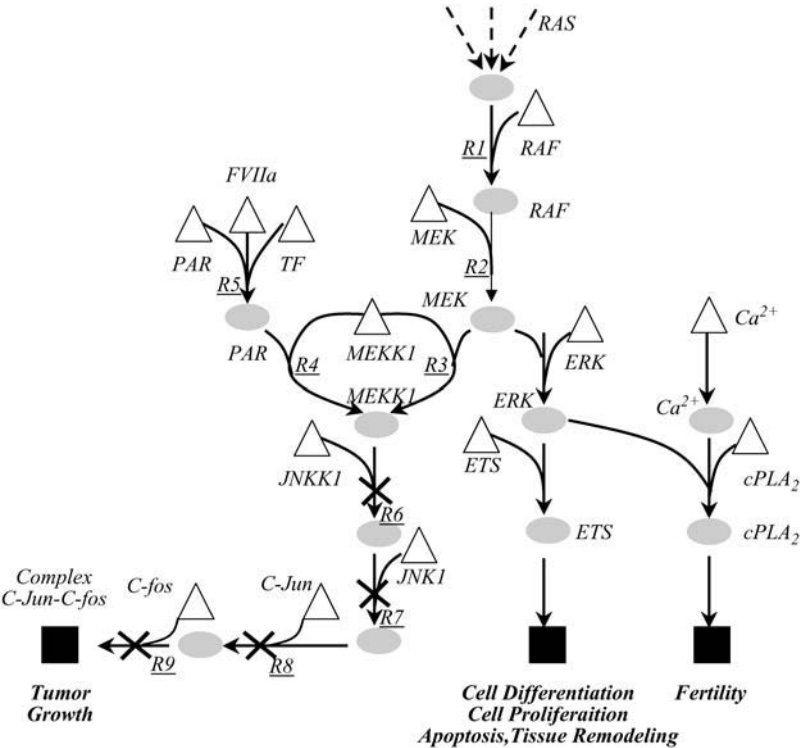 RAS
R1
RAF
FVIIa
RAF
MEK
PAR
TF
R2
R5
MEK
Ca2+
PAR
MEKK1
ERK
R4
R3
MEKK1
ERK
Ca2+
JNKK1
ETS
cPLA2
R6
ETS
cPLA2
Complex
C-Jun-C-fos
C-fos
C-Jun
JNK1
R7
R9
R8
Tumor
Growth
Cell Differentiation
Cell Proliferaition
Apoptosis,Tissue Remodeling
Fertility